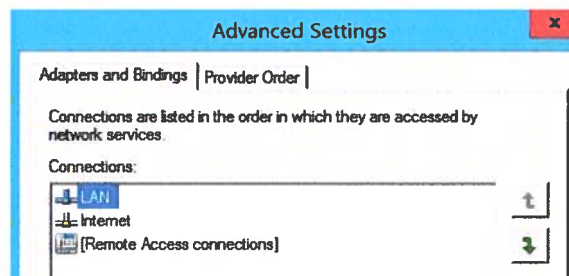 Advanced Settings
x
Adapters and Bindings
Provider Order
Connections are listed in the order in which they are accessed by
network services.
Connections:
LAN
Internet
[Remote Access connections]